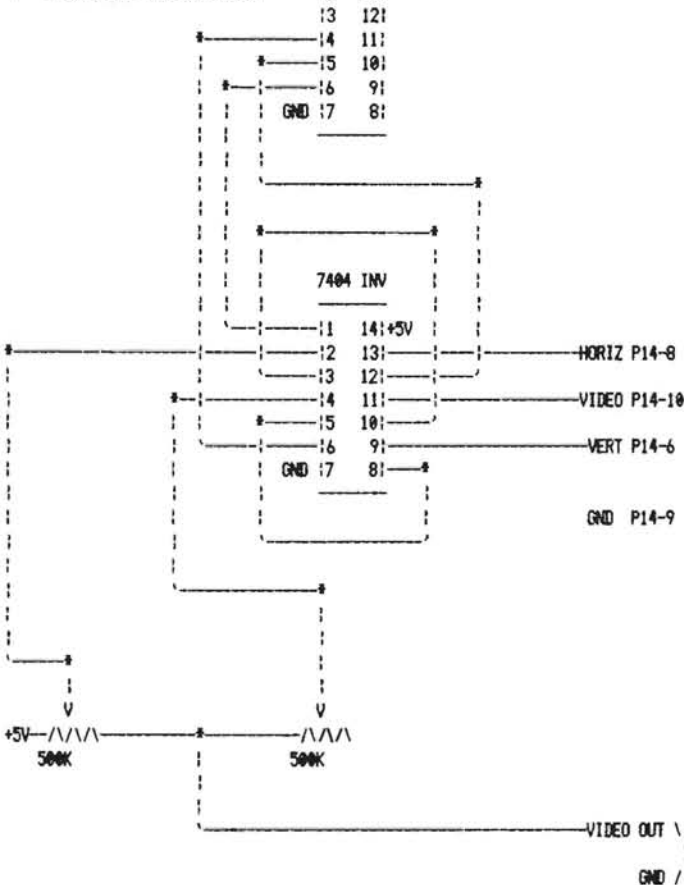 3 12
4 11
5 10
6 9
GND 7 8
7404 INV
1 14 +5V
2 13 HORIZ P14-8
3 12
4 11 VIDEO P14-10
5 10
6 9 VERT P14-6
GND 7 8
GND P14-9
V V
+5V
500K 500K
VIDEO OUT \
GND /